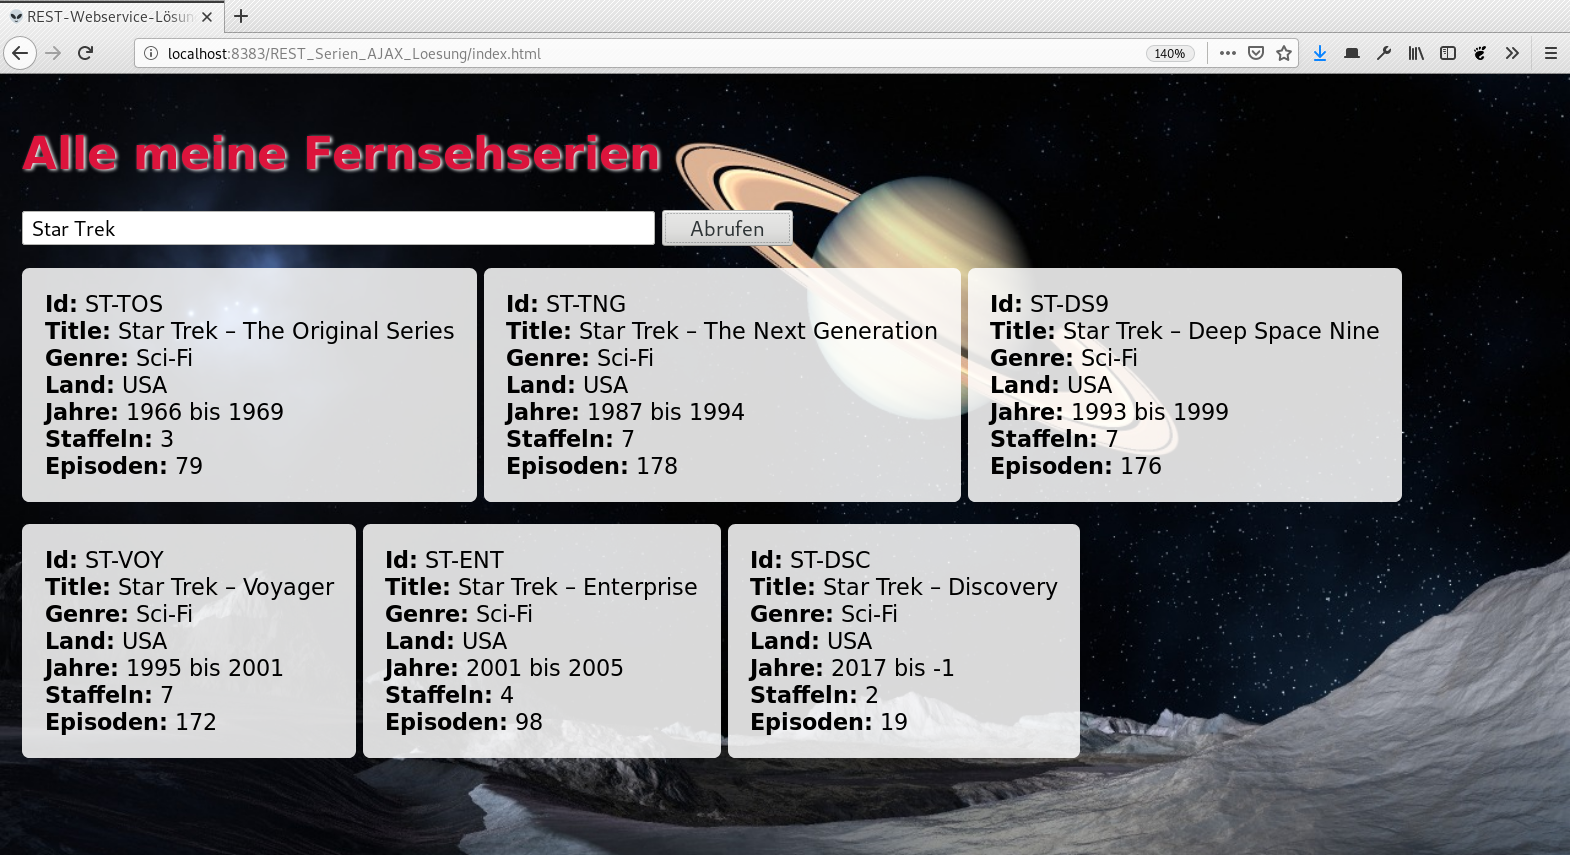 REST-Webservice-Lösun
localhost:8383/REST_Serien_AJAX_Loesung/index.html
140%
Alle meine Fernsehserien
Star Trek
Abrufen
Id: ST-TOS
Title: Star Trek – The Original Series
Genre: Sci-Fi
Land: USA
Jahre: 1966 bis 1969
Staffeln: 3
Episoden: 79
Id: ST-TNG
Title: Star Trek – The Next Generation
Genre: Sci-Fi
Land: USA
Jahre: 1987 bis 1994
Staffeln: 7
Episoden: 178
Id: ST-DS9
Title: Star Trek – Deep Space Nine
Genre: Sci-Fi
Land: USA
Jahre: 1993 bis 1999
Staffeln: 7
Episoden: 176
Id: ST-VOY
Title: Star Trek – Voyager
Genre: Sci-Fi
Land: USA
Jahre: 1995 bis 2001
Staffeln: 7
Episoden: 172
Id: ST-ENT
Title: Star Trek – Enterprise
Genre: Sci-Fi
Land: USA
Jahre: 2001 bis 2005
Staffeln: 4
Episoden: 98
Id: ST-DSC
Title: Star Trek – Discovery
Genre: Sci-Fi
Land: USA
Jahre: 2017 bis -1
Staffeln: 2
Episoden: 19